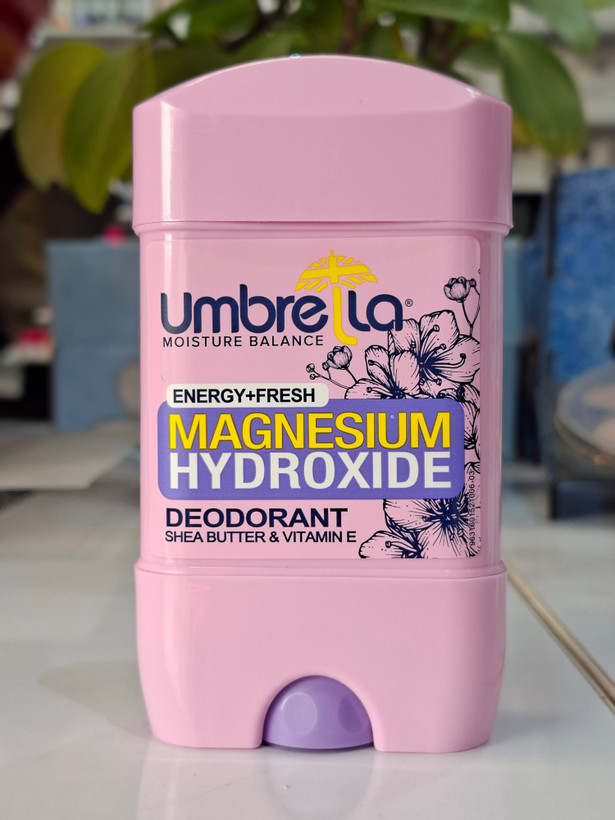 Umbrella®
MOISTURE BALANCE
ENERGY+FRESH
MAGNESIUM
HYDROXIDE
DEODORANT
SHEA BUTTER & VITAMIN E